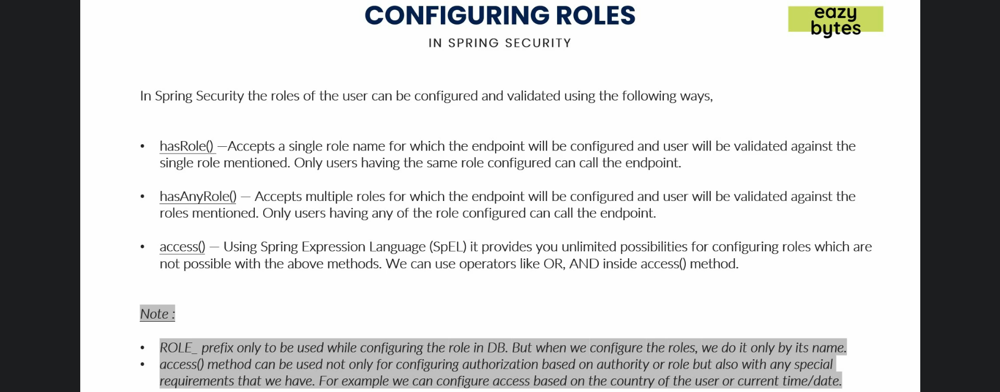 CONFIGURING ROLES
eazy
bytes
IN SPRING SECURITY
In Spring Security the roles of the user can be configured and validated using the following ways,
• hasRole() —Accepts a single role name for which the endpoint will be configured and user will be validated against the
single role mentioned. Only users having the same role configured can call the endpoint.
• hasAnyRole() — Accepts multiple roles for which the endpoint will be configured and user will be validated against the
roles mentioned. Only users having any of the role configured can call the endpoint.
• access() — Using Spring Expression Language (SpEL) it provides you unlimited possibilities for configuring roles which are
not possible with the above methods. We can use operators like OR, AND inside access() method.
Note :
• ROLE_ prefix only to be used while configuring the role in DB. But when we configure the roles, we do it only by its name.
• access() method can be used not only for configuring authorization based on authority or role but also with any special
requirements that we have. For example we can configure access based on the country of the user or current time/date.